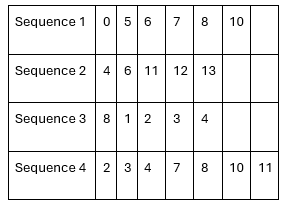 Sequence 1 0 5 6 7 8 10
Sequence 2 4 6 11 12 13
Sequence 3 8 1 2 3 4
Sequence 4 2 3 4 7 8 10 11